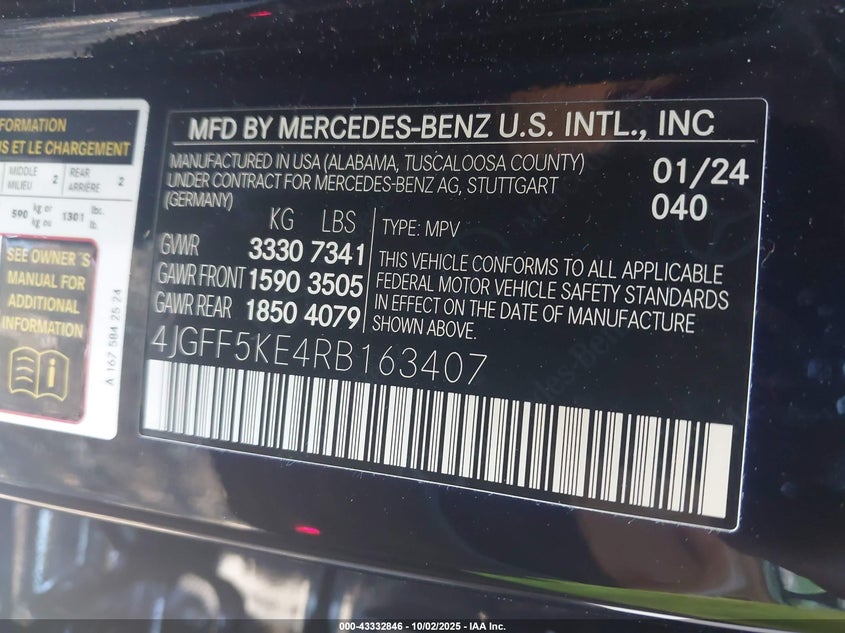 FORMATION
S ET LE CHARGEMENT
MIDDLE
MILIEU 2
REAR
ARRIÈRE 2
590 kg or
kg ou 1301 lbs.
lb.
SEE OWNER'S
MANUAL FOR
ADDITIONAL
INFORMATION
A 167 584 25 24
MFD BY MERCEDES-BENZ U.S. INTL., INC
MANUFACTURED IN USA (ALABAMA, TUSCALOOSA COUNTY)
UNDER CONTRACT FOR MERCEDES-BENZ AG, STUTTGART
(GERMANY)
01/24
040
KG LBS
GVWR 3330 7341
GAWR FRONT 1590 3505
GAWR REAR 1850 4079
TYPE: MPV
THIS VEHICLE CONFORMS TO ALL APPLICABLE
FEDERAL MOTOR VEHICLE SAFETY STANDARDS
IN EFFECT ON THE DATE OF MANUFACTURE
SHOWN ABOVE.
4JGFF5KE4RB163407
000-43332846 - 10/02/2025 - IAA Inc.